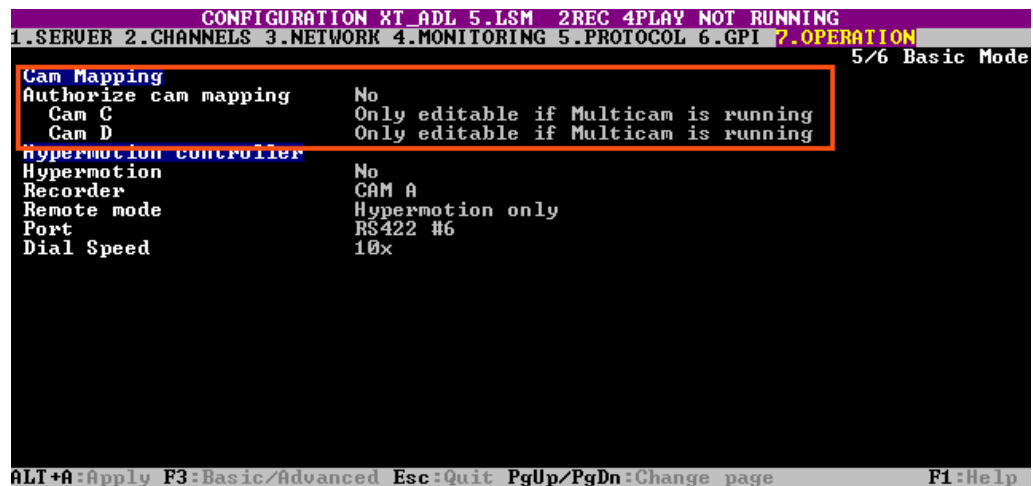 CONFIGURATION XT_ADL 5.LSM 2REC 4PLAY NOT RUNNING
1.SERVER 2.CHANNELS 3.NETWORK 4.MONITORING 5.PROTOCOL 6.GPI 7.OPERATION
5/6 Basic Mode
Cam Mapping
Authorize cam mapping No
Cam C Only editable if Multicam is running
Cam D Only editable if Multicam is running
Hypermotion controller
Hypermotion No
Recorder CAM A
Remote mode Hypermotion only
Port RS422 #6
Dial Speed 10x
ALT+A:Apply F3:Basic/Advanced Esc:Quit PgUp/PgDn:Change page F1:Help